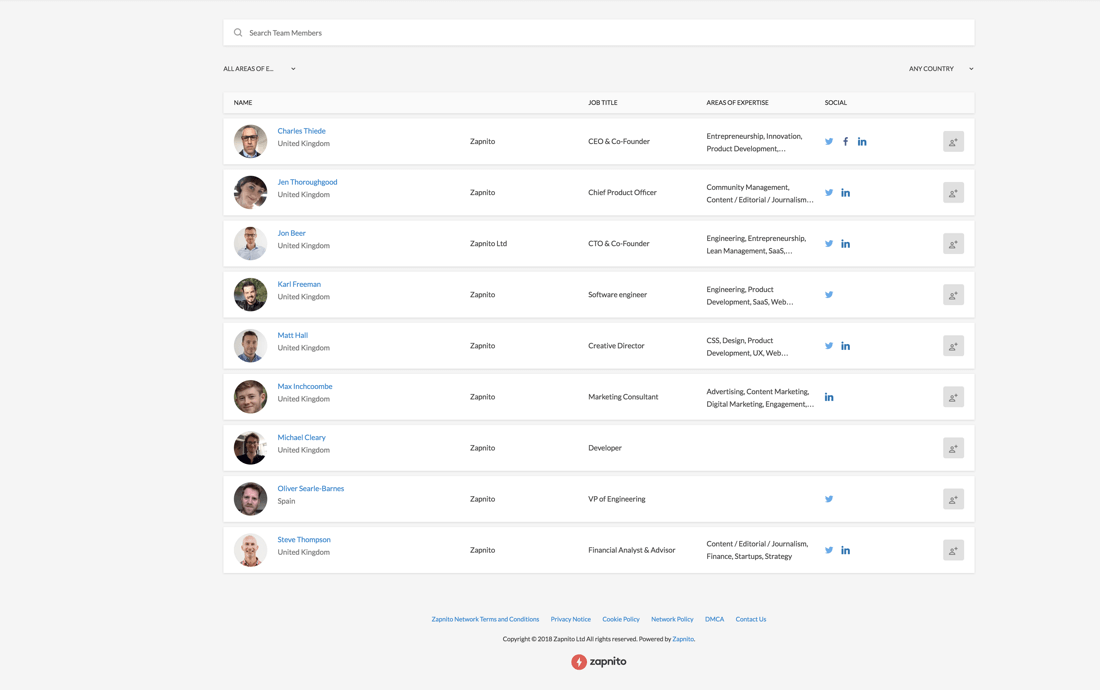 Search Team Members
ALL AREAS OF E...
ANY COUNTRY
NAME JOB TITLE AREAS OF EXPERTISE SOCIAL
Charles Thiede
United Kingdom
Zapnito
CEO & Co-Founder
Entrepreneurship, Innovation,
Product Development,...
Jen Thoroughgood
United Kingdom
Zapnito
Chief Product Officer
Community Management,
Content / Editorial / Journalism...
Jon Beer
United Kingdom
Zapnito Ltd
CTO & Co-Founder
Engineering, Entrepreneurship,
Lean Management, SaaS,...
Karl Freeman
United Kingdom
Zapnito
Software engineer
Engineering, Product
Development, SaaS, Web...
Matt Hall
United Kingdom
Zapnito
Creative Director
CSS, Design, Product
Development, UX, Web...
Max Inchcoombe
United Kingdom
Zapnito
Marketing Consultant
Advertising, Content Marketing,
Digital Marketing, Engagement,...
Michael Cleary
United Kingdom
Zapnito
Developer
Oliver Searle-Barnes
Spain
Zapnito
VP of Engineering
Steve Thompson
United Kingdom
Zapnito
Financial Analyst & Advisor
Content / Editorial / Journalism,
Finance, Startups, Strategy
Zapnito Network Terms and Conditions Privacy Notice Cookie Policy Network Policy DMCA Contact Us
Copyright © 2018 Zapnito Ltd All rights reserved. Powered by Zapnito.
zapnito